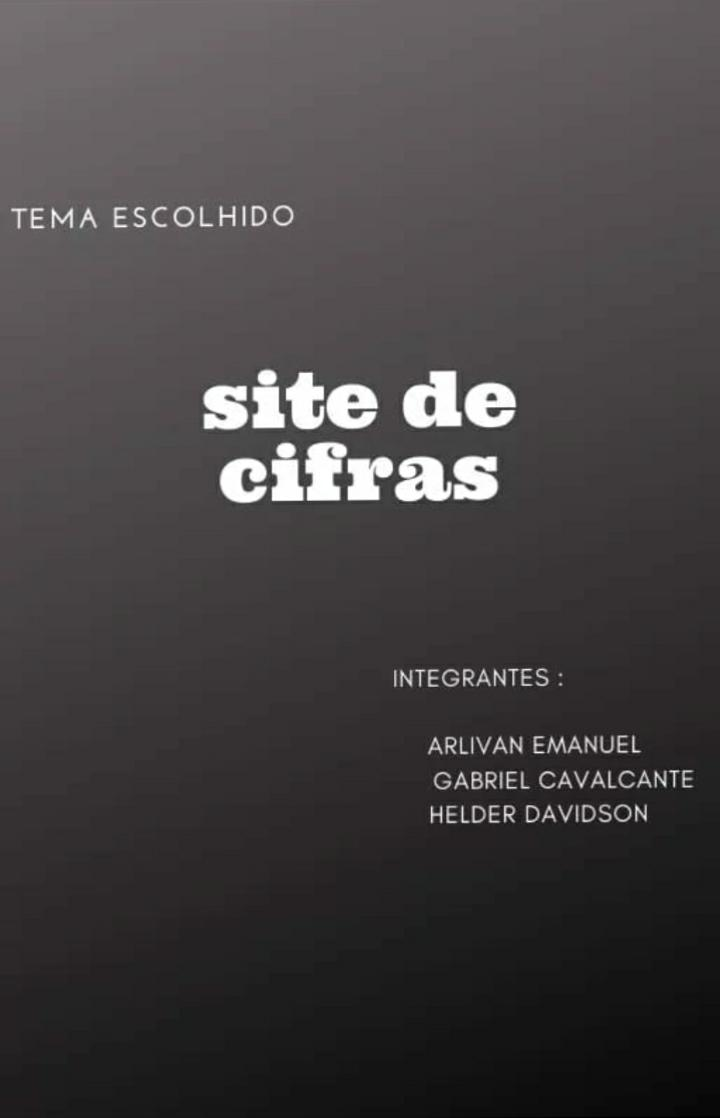 TEMA ESCOLHIDO
site de
cifras
INTEGRANTES :
ARLIVAN EMANUEL
GABRIEL CAVALCANTE
HELDER DAVIDSON